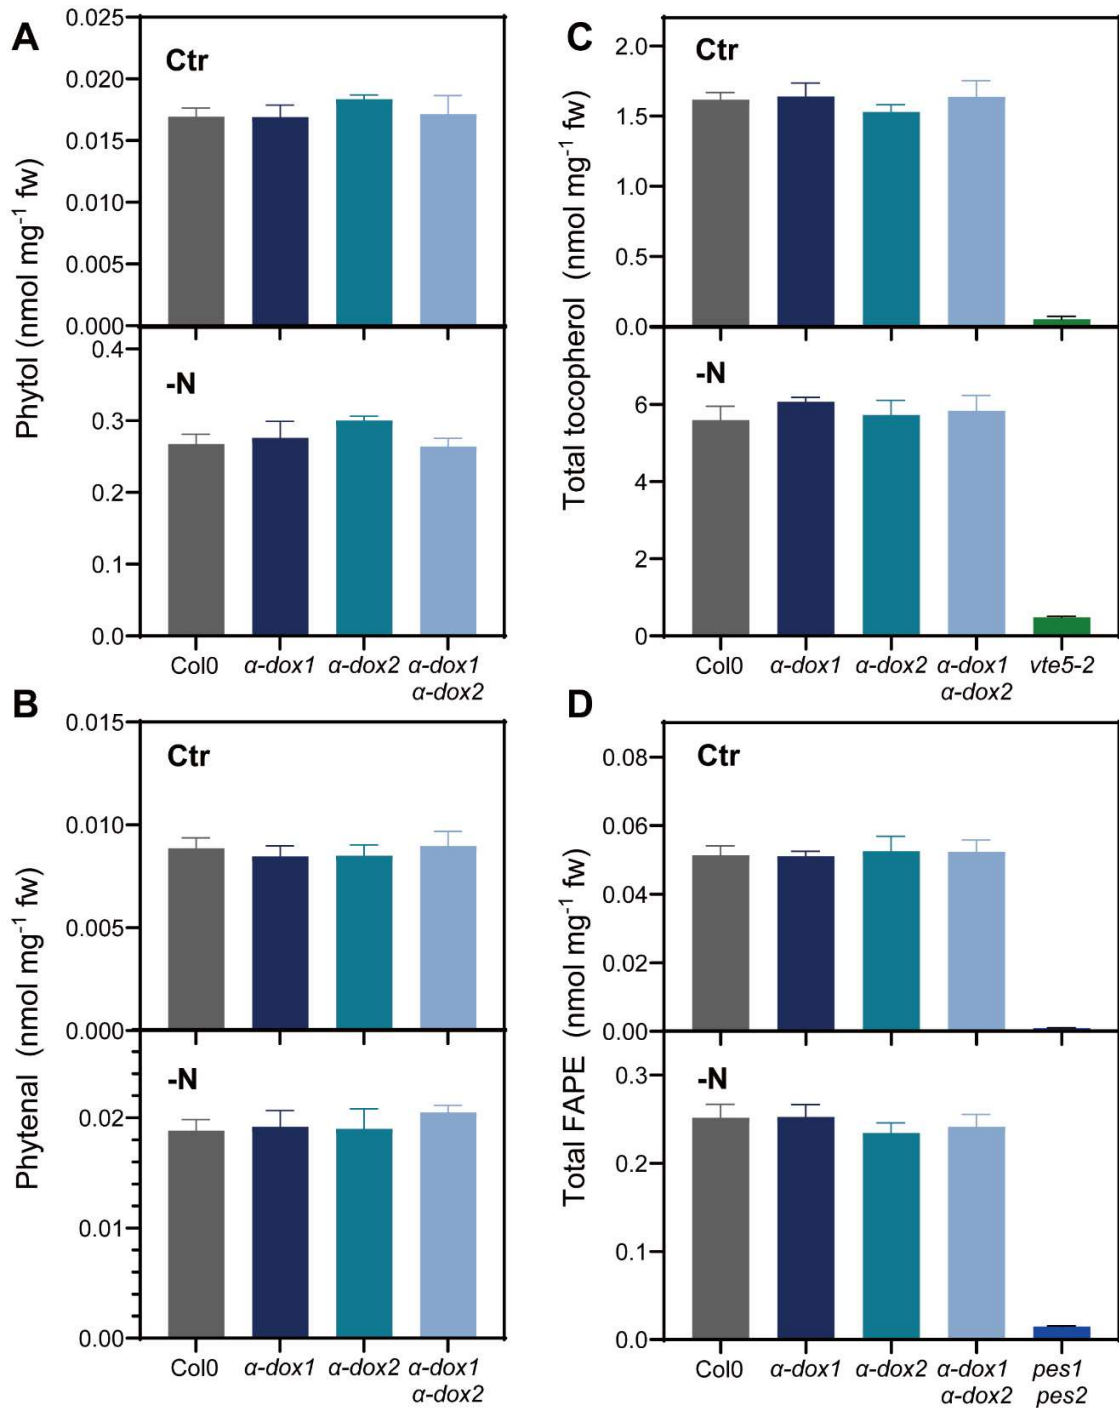 A
Ctr
Phytol (nmol mg⁻¹ fw)
0.025
0.020
0.015
0.010
0.005
0.000
-N
0.4
0.3
0.2
0.1
0.0
Col0 α-dox1 α-dox2 α-dox1
α-dox2
C
Ctr
Total tocopherol (nmol mg⁻¹ fw)
2.0
1.5
1.0
0.5
0.0
-N
6
4
2
0
Col0 α-dox1 α-dox2 α-dox1 vte5-2
α-dox2
B
Ctr
Phytenal (nmol mg⁻¹ fw)
0.015
0.010
0.005
0.000
-N
0.02
0.01
0.00
Col0 α-dox1 α-dox2 α-dox1
α-dox2
D
Ctr
Total FAPE (nmol mg⁻¹ fw)
0.08
0.06
0.04
0.02
0.00
-N
0.3
0.2
0.1
0.0
Col0 α-dox1 α-dox2 α-dox1 pes1
α-dox2 pes2